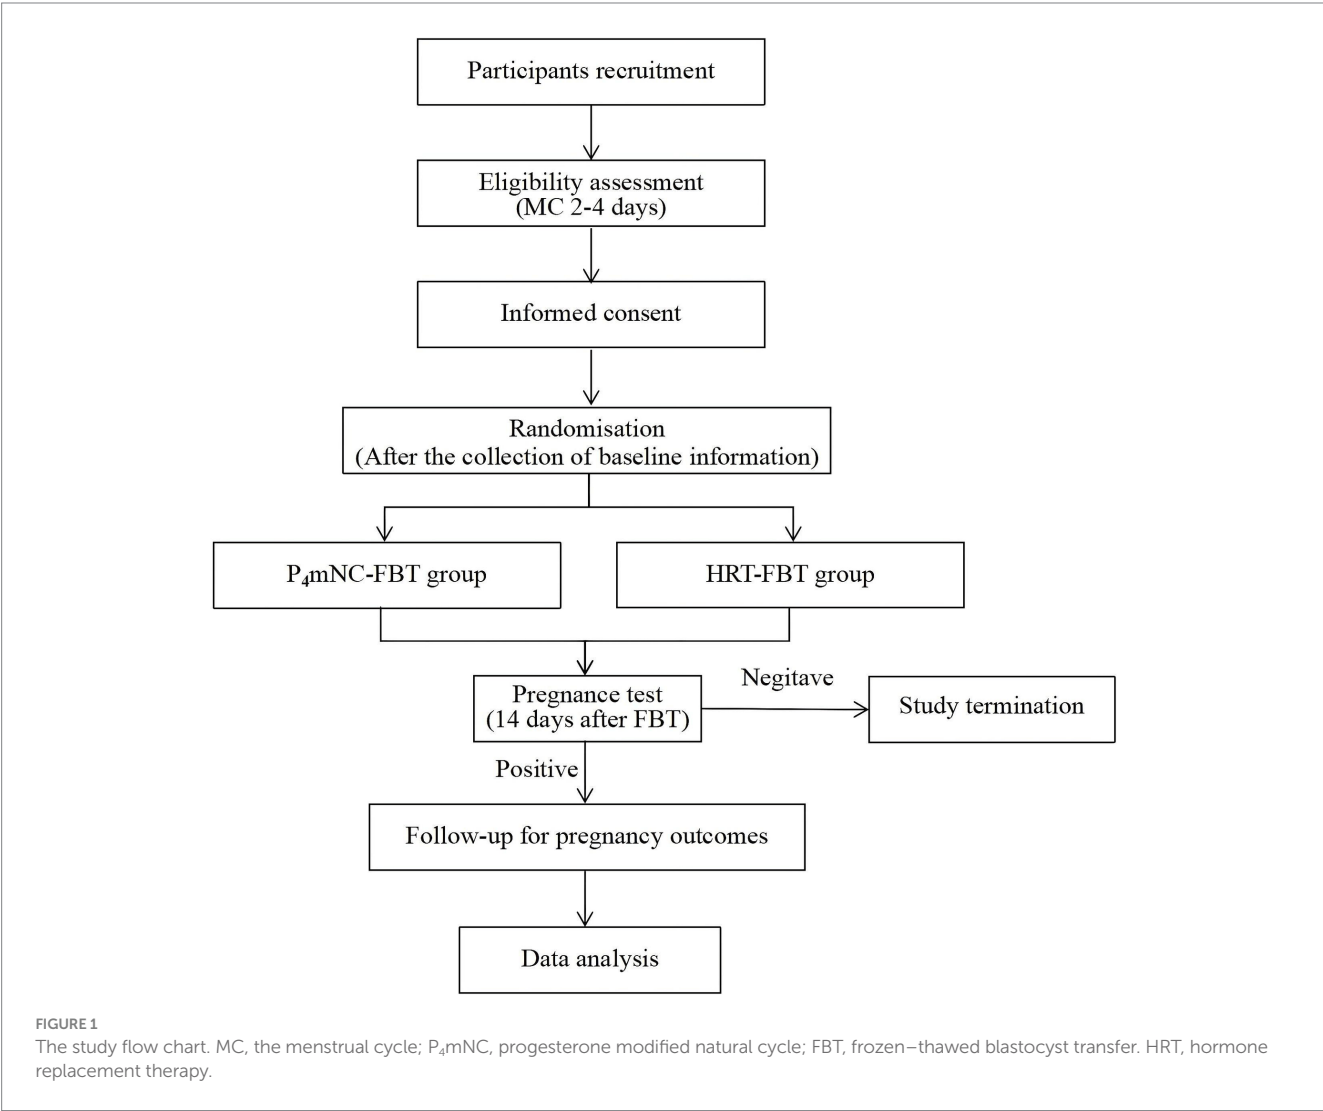 Participants recruitment
Eligibility assessment
(MC 2-4 days)
Informed consent
Randomisation
(After the collection of baseline information)
P₄mNC-FBT group
HRT-FBT group
Pregnance test
(14 days after FBT)
Negitave
Study termination
Positive
Follow-up for pregnancy outcomes
Data analysis
FIGURE 1
The study flow chart. MC, the menstrual cycle; P₄mNC, progesterone modified natural cycle; FBT, frozen–thawed blastocyst transfer. HRT, hormone
replacement therapy.